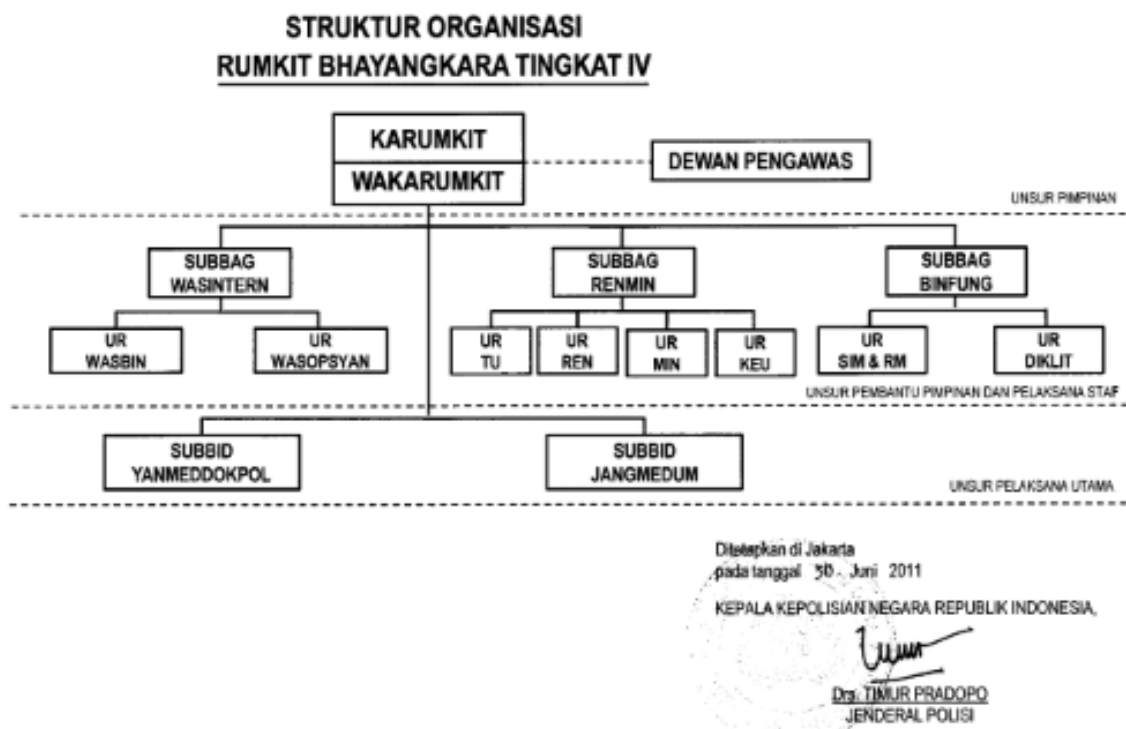 STRUKTUR ORGANISASI
RUMKIT BHAYANGKARA TINGKAT IV
KARUMKIT
WAKARUMKIT
DEWAN PENGAWAS
UNSUR PIMPINAN
SUBBAG
WASINTERN
SUBBAG
RENMIN
SUBBAG
BINFUNG
UR
WASBIN
UR
WASOPSYAN
UR
TU
UR
REN
UR
MIN
UR
KEU
UR
SIM & RM
UR
DIKLIT
UNSUR PEMBANTU PIMPINAN DAN PELAKSANA STAF
SUBBID
YANMEDDOKPOL
SUBBID
JANGMEDUM
UNSUR PELAKSANA UTAMA
Ditetapkan di Jakarta
pada tanggal 30 Juni 2011
KEPALA KEPOLISIAN NEGARA REPUBLIK INDONESIA,
Drs. TIMUR PRADOPO
JENDERAL POLISI